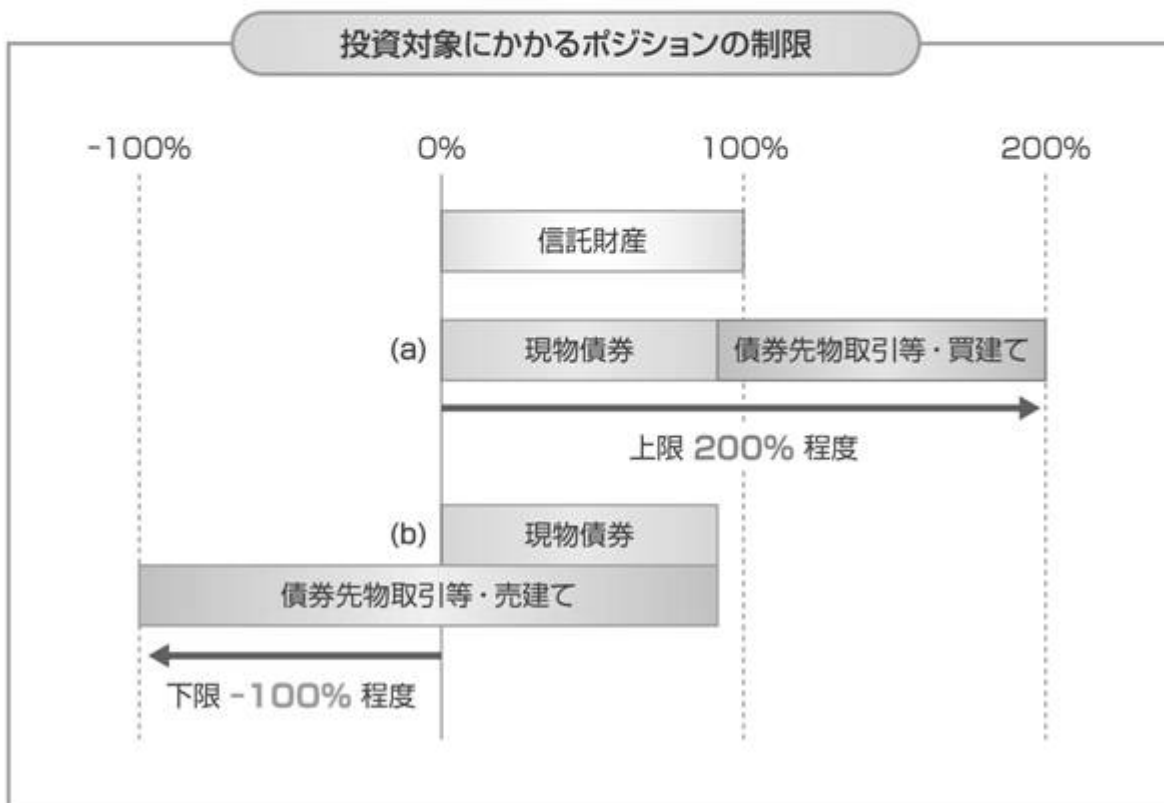 投資対象にかかるポジションの制限
-100% 0% 100% 200%
信託財産
(a) 現物債券 債券先物取引等・買建て
上限 200% 程度
(b) 現物債券
債券先物取引等・売建て
下限 -100% 程度